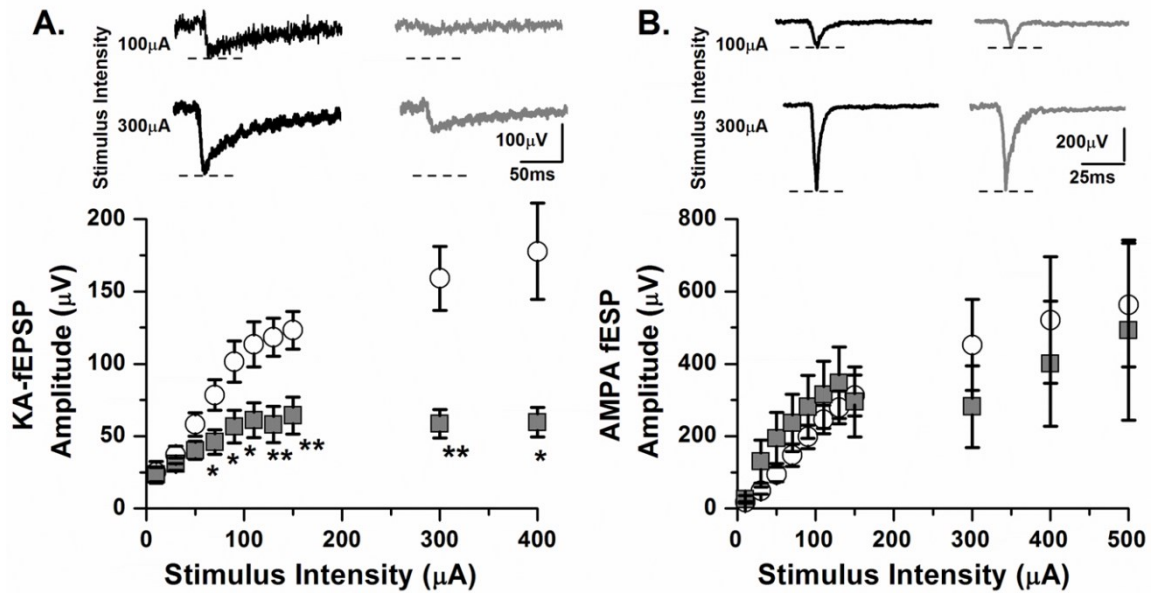 A.
Stimulus Intensity
100μA
300μA
100μV
50ms
KA-fEPSP
Amplitude (μV)
200
150
100
50
0
* * * ** ** ** *
0 100 200 300 400
Stimulus Intensity (μA)
B.
Stimulus Intensity
100μA
300μA
200μV
25ms
AMPA fESP
Amplitude (μV)
800
600
400
200
0
0 100 200 300 400 500
Stimulus Intensity (μA)